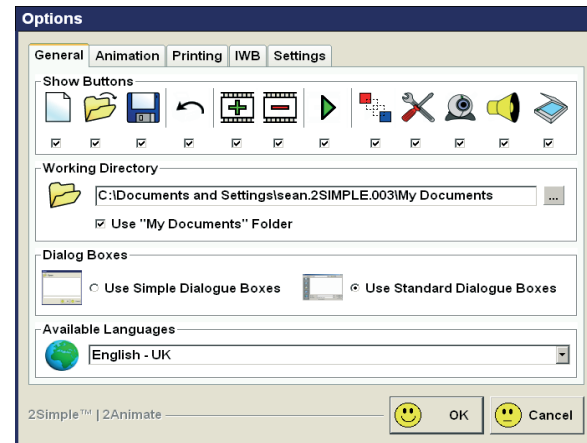 Options
General Animation Printing IWB Settings
Show Buttons
Working Directory
C:\Documents and Settings\sean.2SIMPLE.003\My Documents ...
Use "My Documents" Folder
Dialog Boxes
Use Simple Dialogue Boxes Use Standard Dialogue Boxes
Available Languages
English - UK
2Simple™ | 2Animate OK Cancel